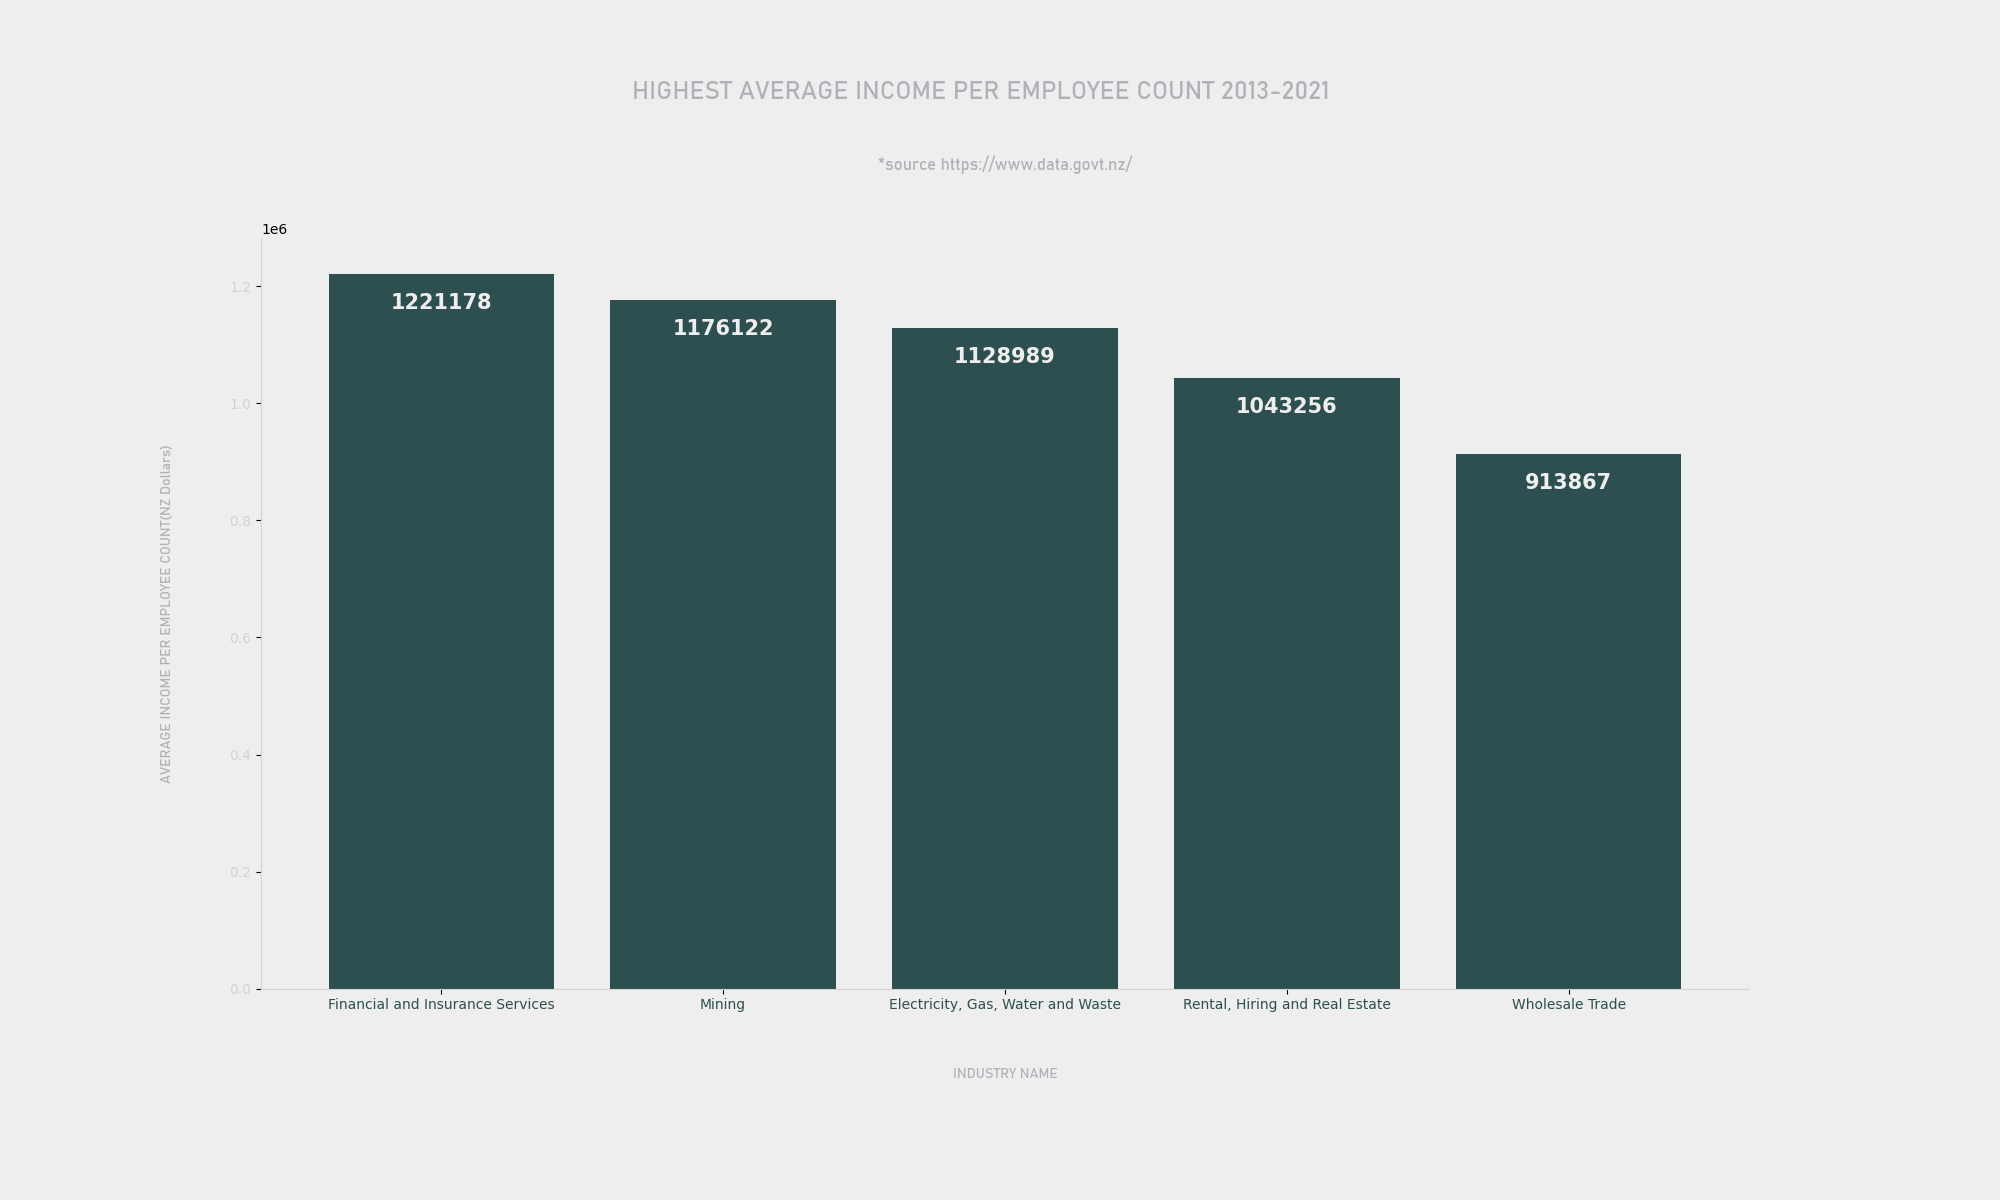 HIGHEST AVERAGE INCOME PER EMPLOYEE COUNT 2013-2021
*source https://www.data.govt.nz/
1e6
1.2
1.0
0.8
0.6
0.4
0.2
0.0
AVERAGE INCOME PER EMPLOYEE COUNT(NZ Dollars)
1221178
1176122
1128989
1043256
913867
Financial and Insurance Services
Mining
Electricity, Gas, Water and Waste
Rental, Hiring and Real Estate
Wholesale Trade
INDUSTRY NAME